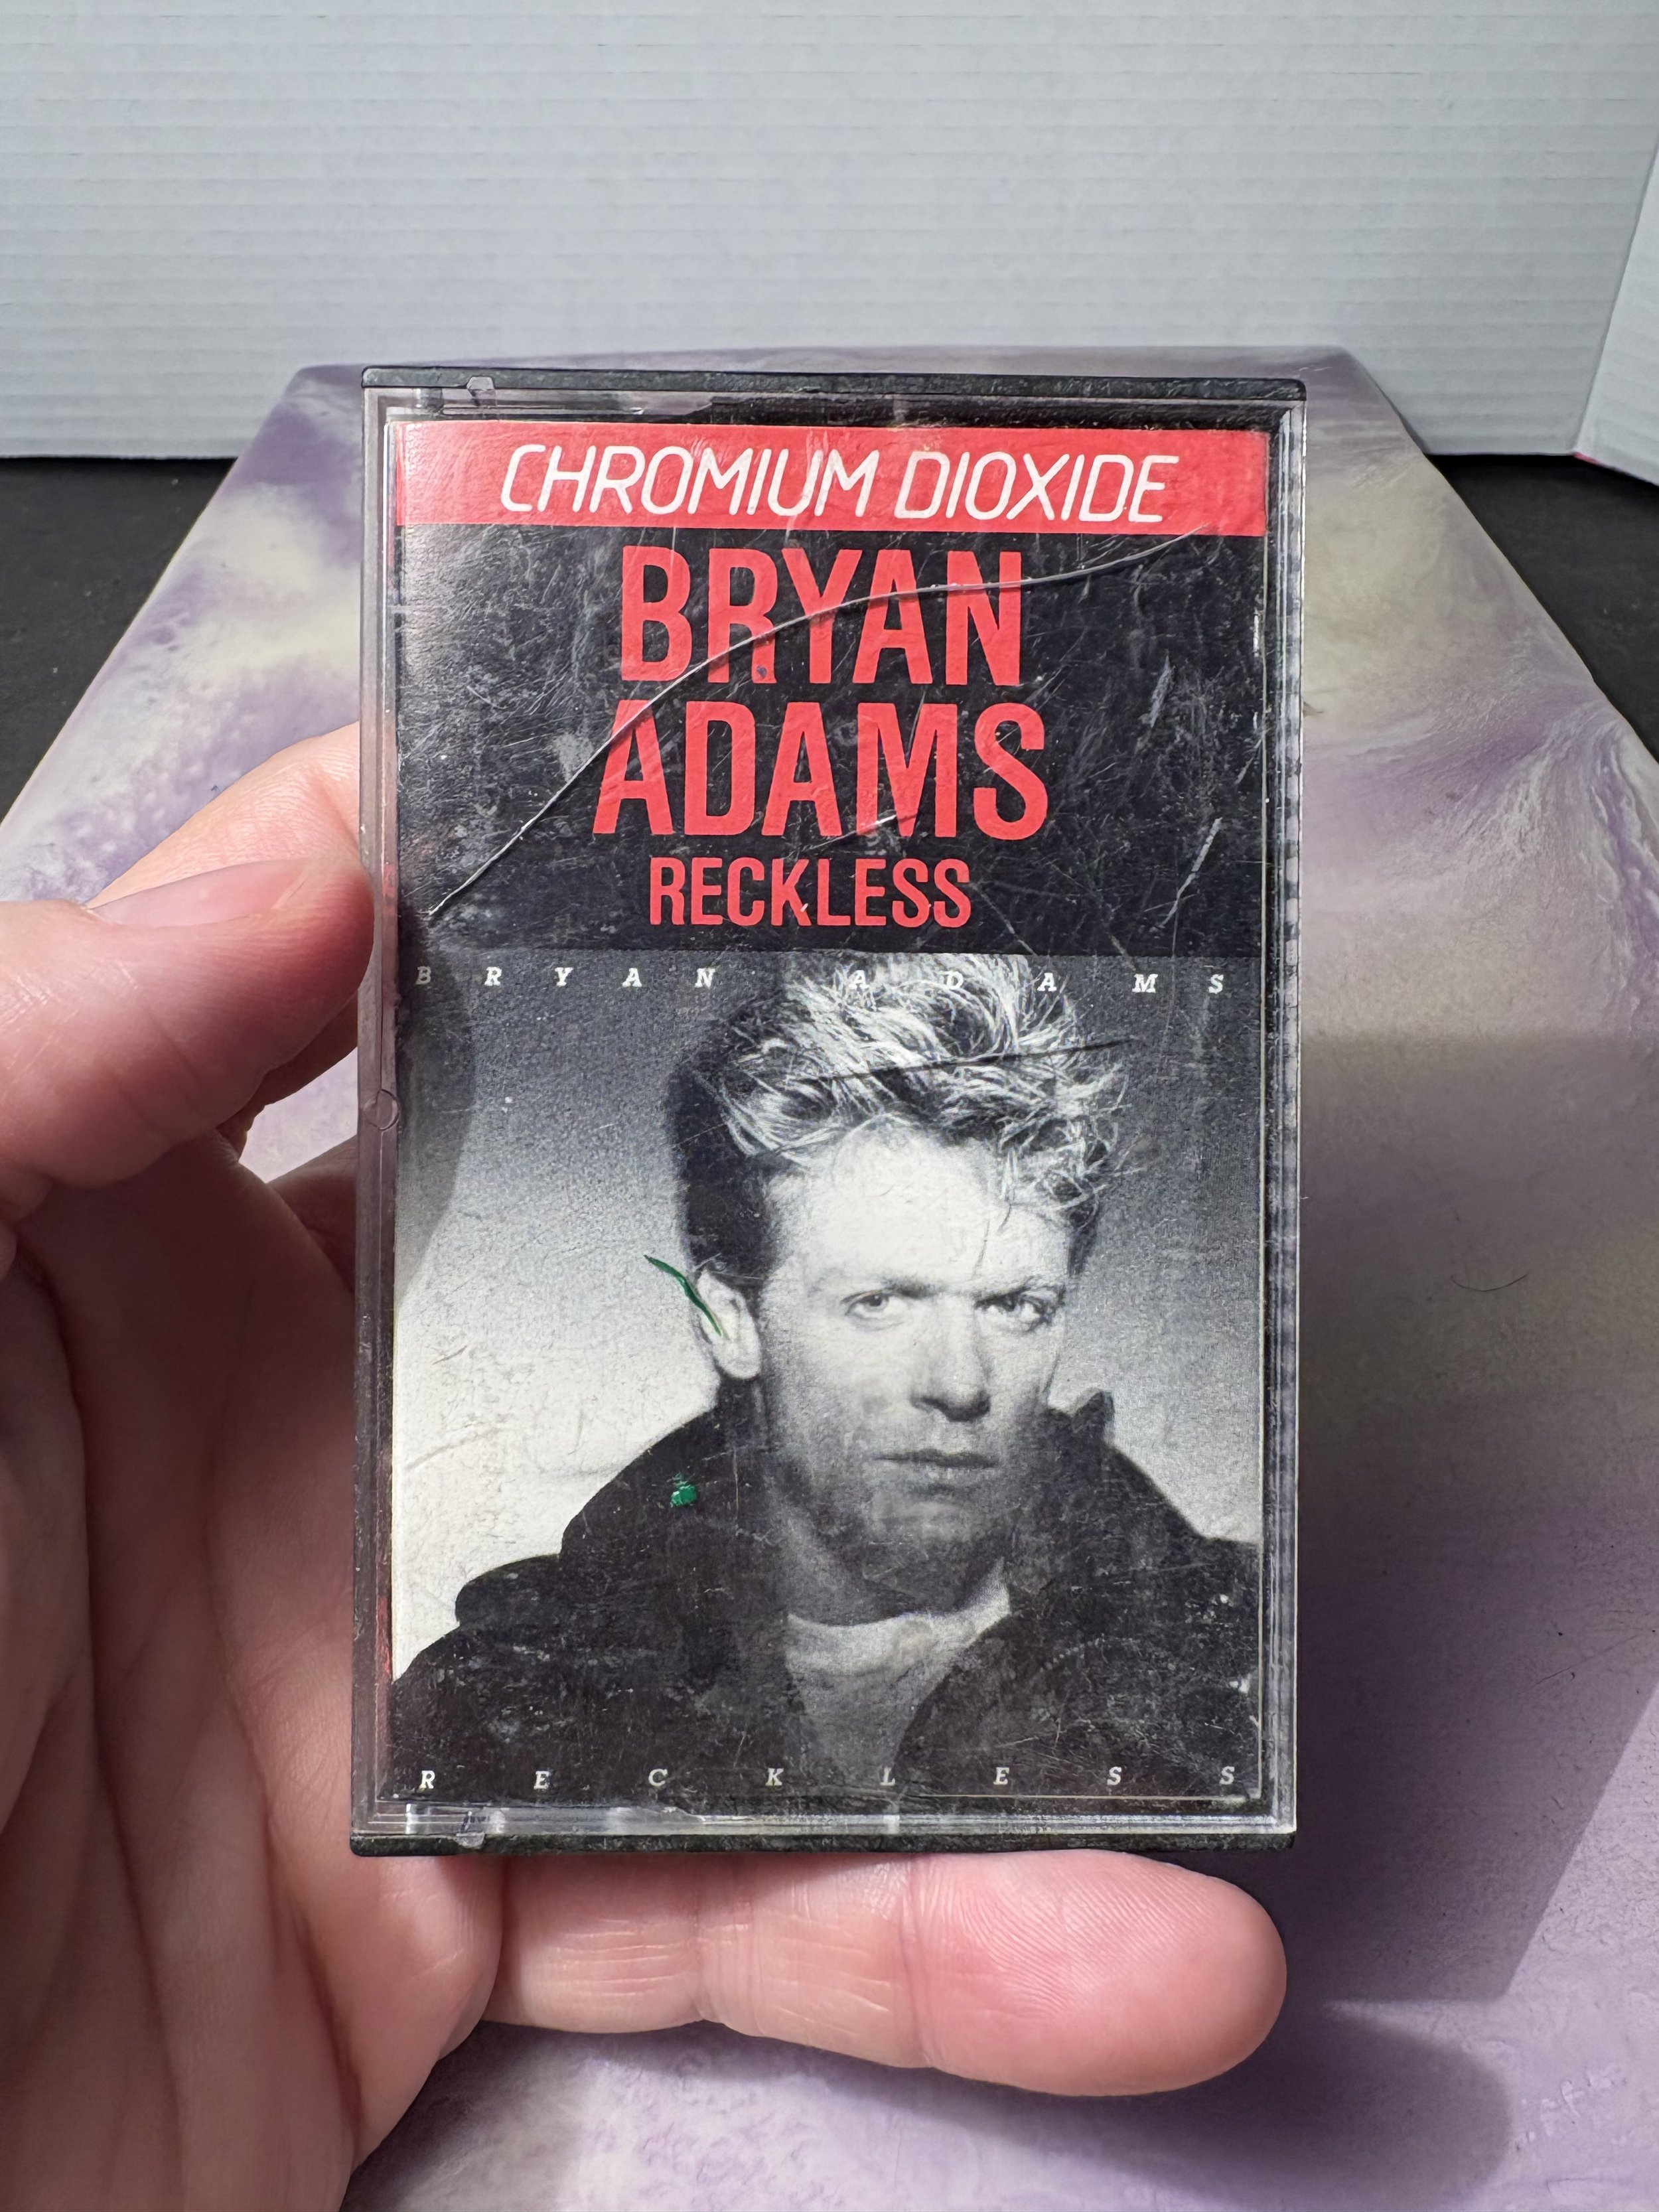 CHROMIUM DIOXIDE
BRYAN
ADAMS
RECKLESS
BRYAN ADAMS
RECKLESS